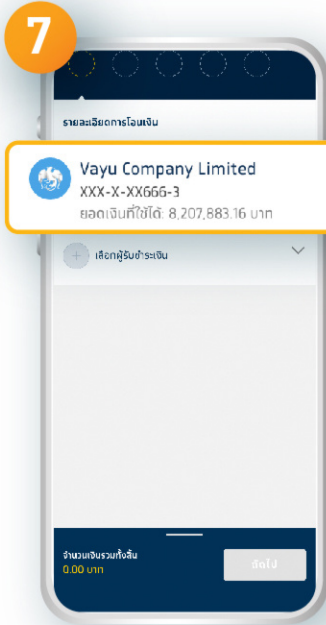 7
รายละเอียดการโอนเงิน
Vayu Company Limited
XXX-X-XX666-3
ยอดเงินที่ใช้ได้: 8,207,883.16 บาท
เลือกผู้รับชำระเงิน
จำนวนเงินรวมทั้งสิ้น
0.00 บาท
ถัดไป